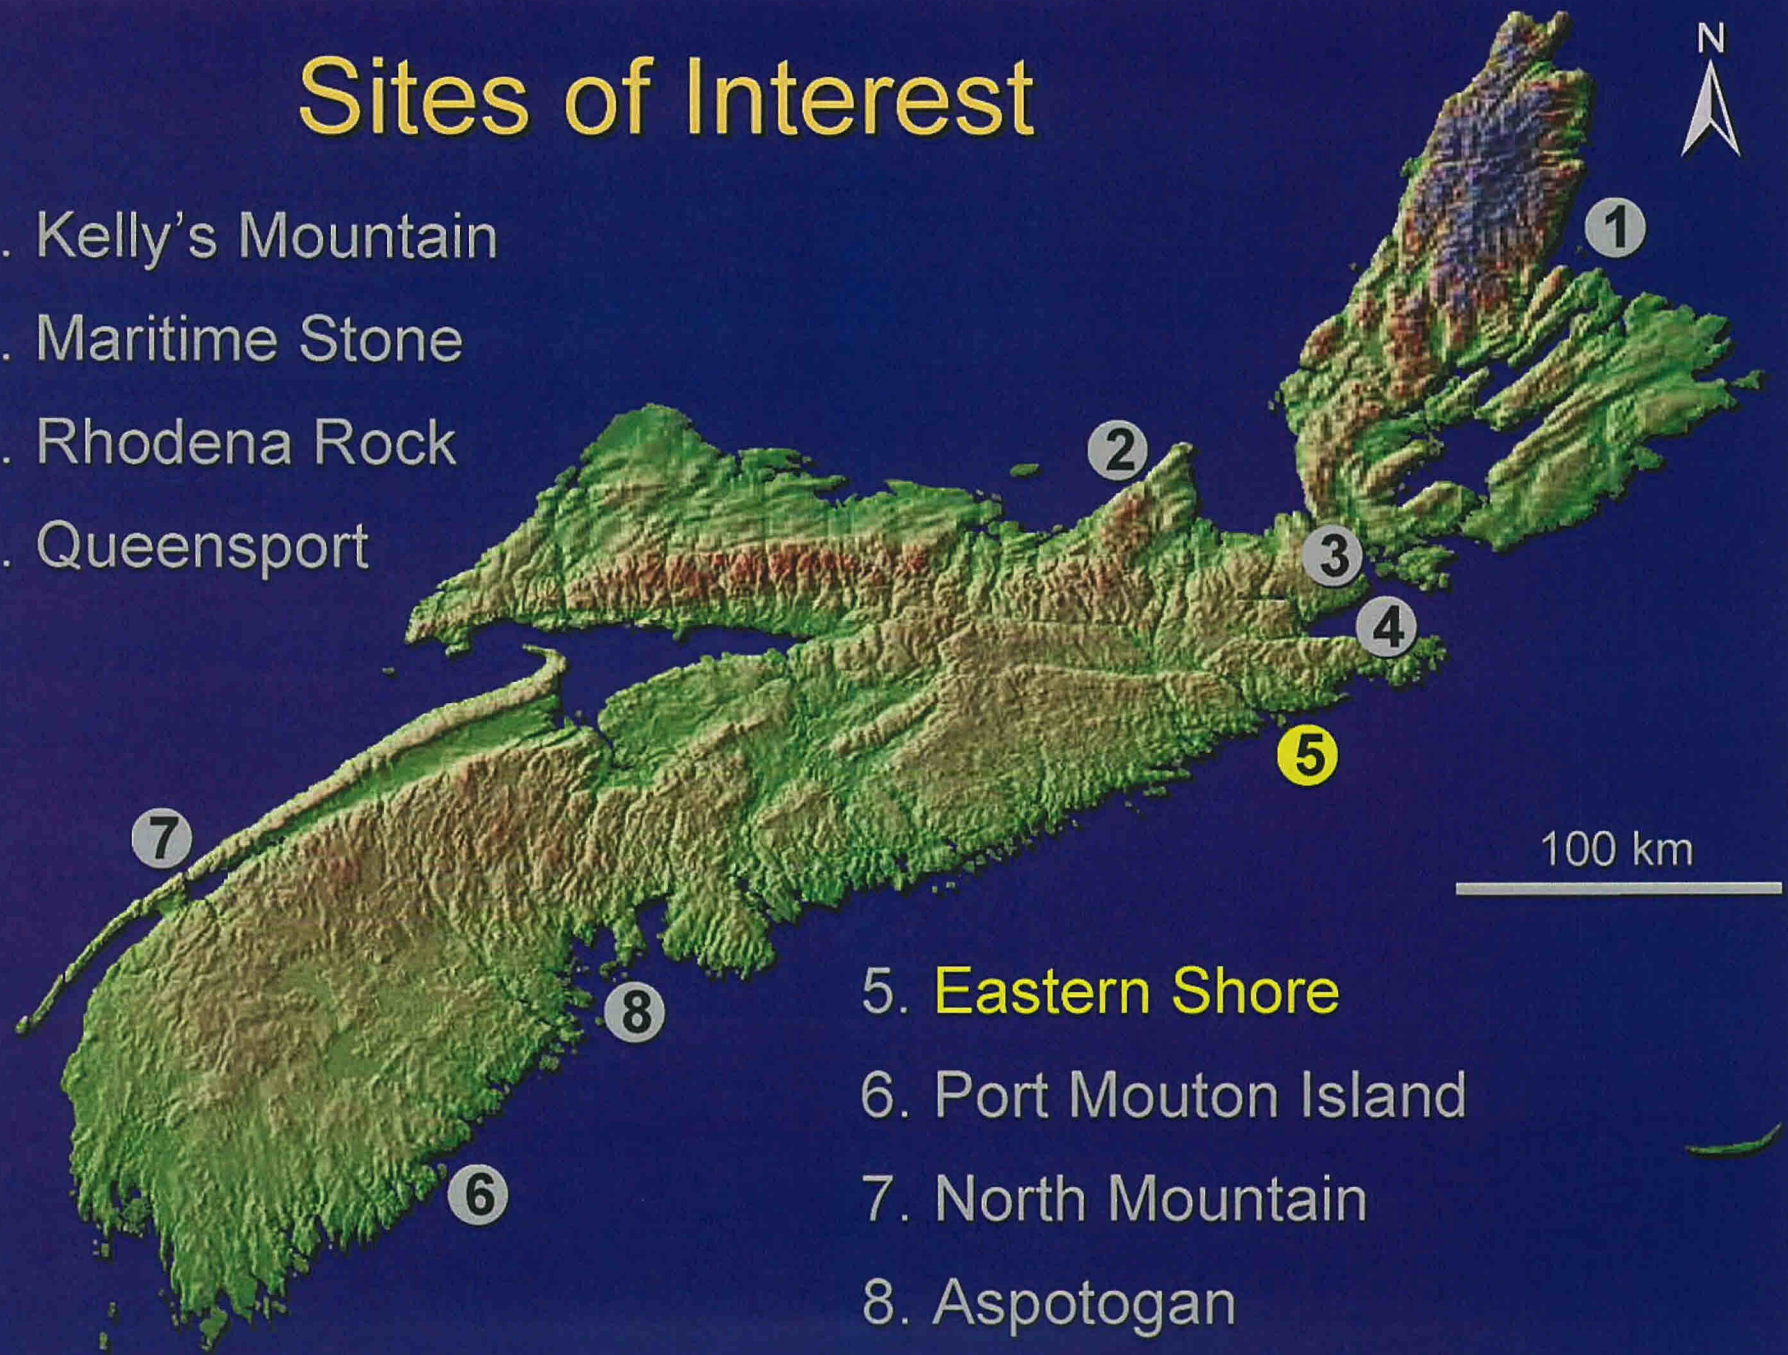 Sites of Interest
N
. Kelly's Mountain
. Maritime Stone
. Rhodena Rock
. Queensport
1
2
3
4
5
7
100 km
8
6
5. Eastern Shore
6. Port Mouton Island
7. North Mountain
8. Aspotogan